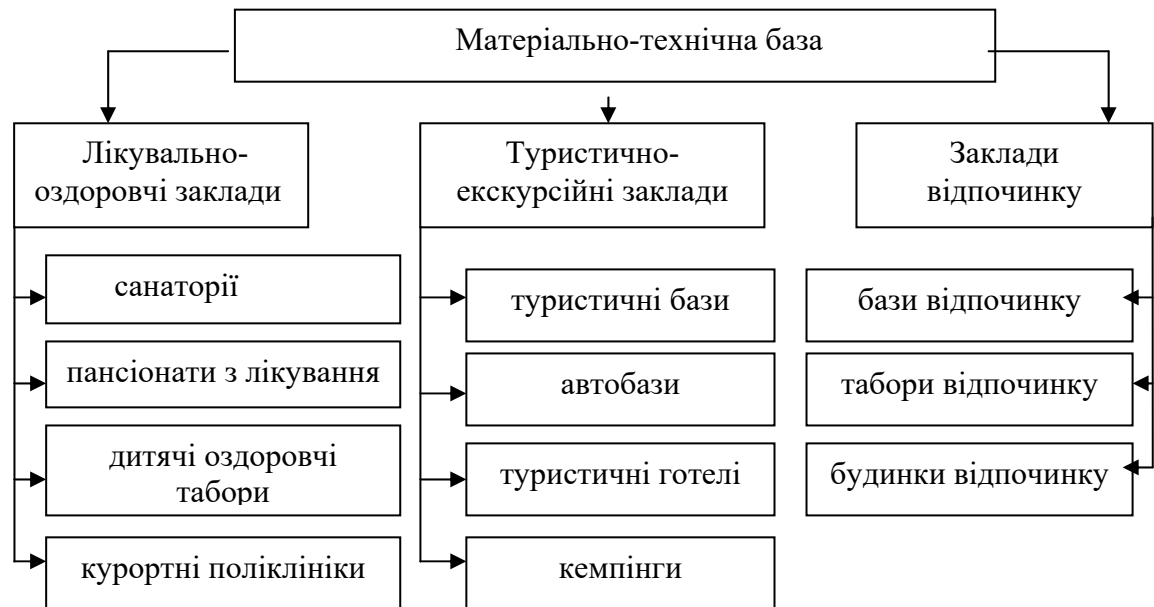 Матеріально-технічна база
Лікувально-
оздоровчі заклади
Туристично-
екскурсійні заклади
Заклади
відпочинку
санаторії
пансіонати з лікування
дитячі оздоровчі
табори
курортні поліклініки
туристичні бази
автобази
туристичні готелі
кемпінги
бази відпочинку
табори відпочинку
будинки відпочинку